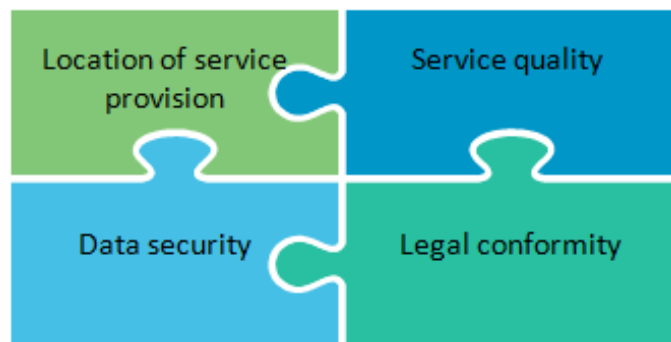 Location of service
provision
Service quality
Data security
Legal conformity